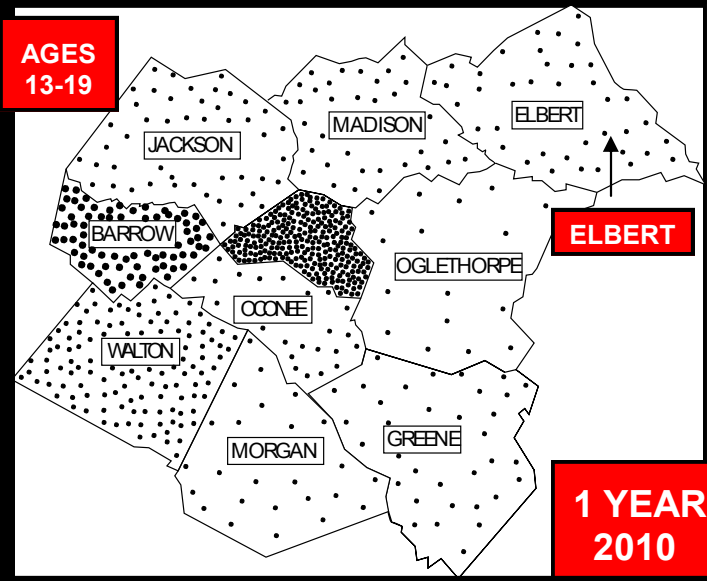 AGES
13-19
JACKSON
MADISON
ELBERT
BARROW
ELBERT
OGLETHORPE
OCONEE
WALTON
MORGAN
GREENE
1 YEAR
2010